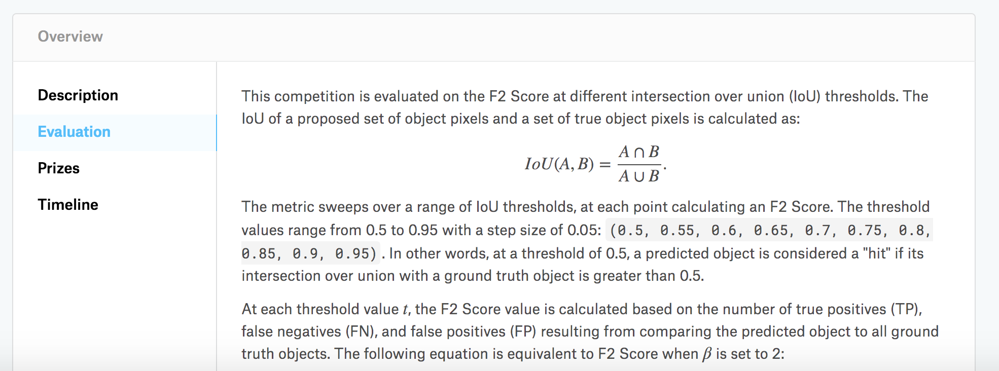 Overview
Description
Evaluation
Prizes
Timeline
This competition is evaluated on the F2 Score at different intersection over union (IoU) thresholds. The
IoU of a proposed set of object pixels and a set of true object pixels is calculated as:
IoU(A, B) = A ∩ B / A ∪ B.
The metric sweeps over a range of IoU thresholds, at each point calculating an F2 Score. The threshold
values range from 0.5 to 0.95 with a step size of 0.05: (0.5, 0.55, 0.6, 0.65, 0.7, 0.75, 0.8,
0.85, 0.9, 0.95). In other words, at a threshold of 0.5, a predicted object is considered a "hit" if its
intersection over union with a ground truth object is greater than 0.5.
At each threshold value t, the F2 Score value is calculated based on the number of true positives (TP),
false negatives (FN), and false positives (FP) resulting from comparing the predicted object to all ground
truth objects. The following equation is equivalent to F2 Score when β is set to 2: